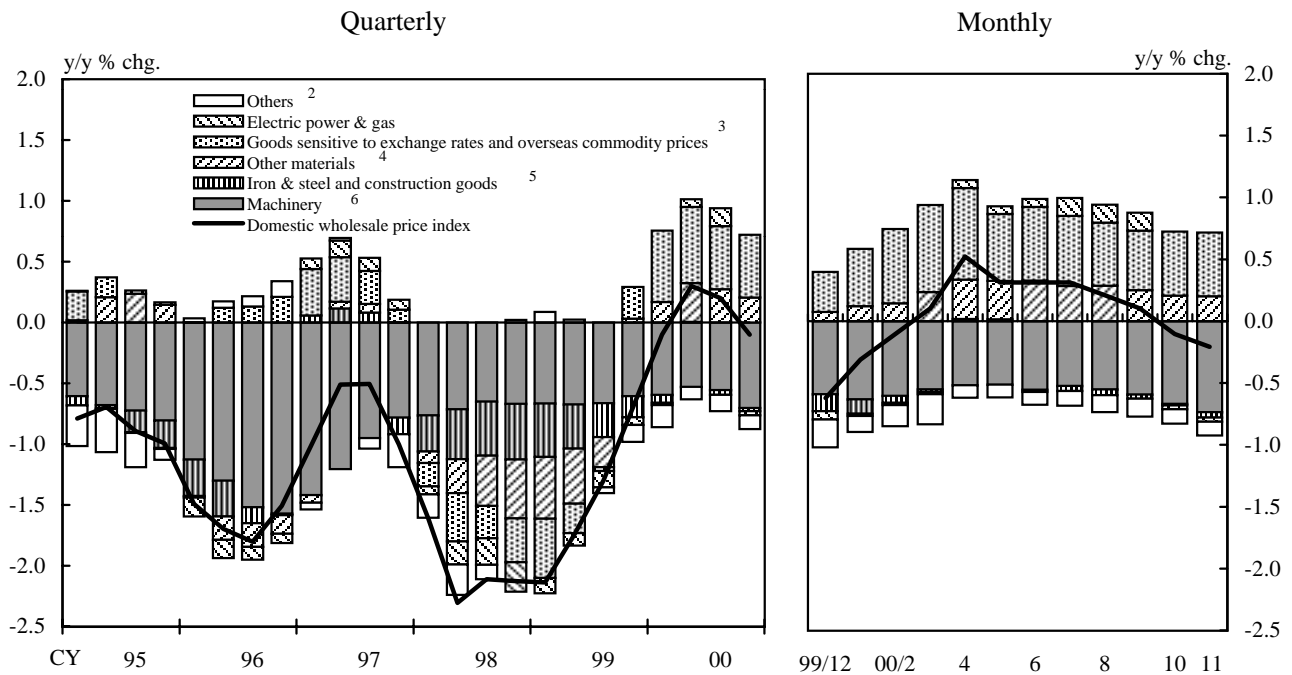 Quarterly
Monthly
y/y % chg.
y/y % chg.
2.0
1.5
1.0
0.5
0.0
-0.5
-1.0
-1.5
-2.0
-2.5
Others 2
Electric power & gas
Goods sensitive to exchange rates and overseas commodity prices 3
Other materials 4
Iron & steel and construction goods 5
Machinery 6
Domestic wholesale price index
2.0
1.5
1.0
0.5
0.0
-0.5
-1.0
-1.5
-2.0
-2.5
CY 95 96 97 98 99 00
99/12 00/2 4 6 8 10 11